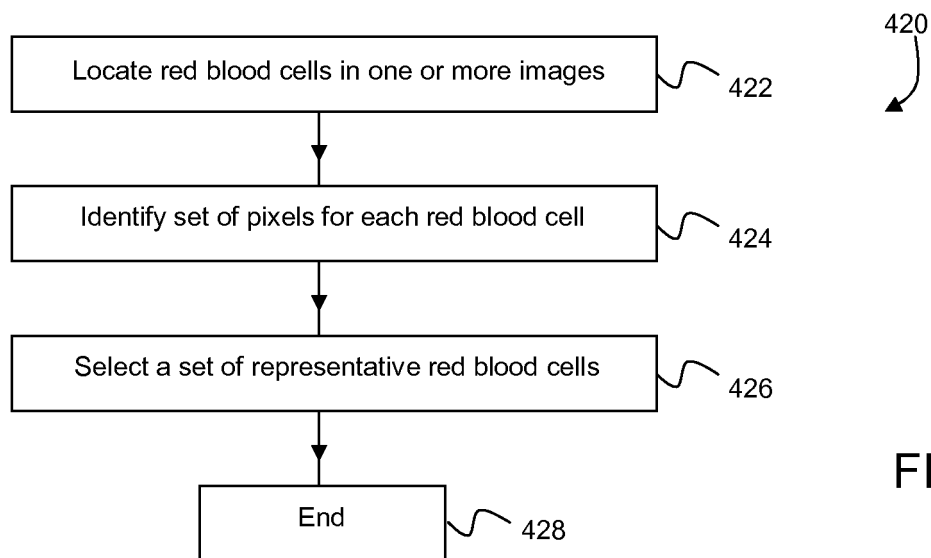 420
Locate red blood cells in one or more images
422
Identify set of pixels for each red blood cell
424
Select a set of representative red blood cells
426
End
428